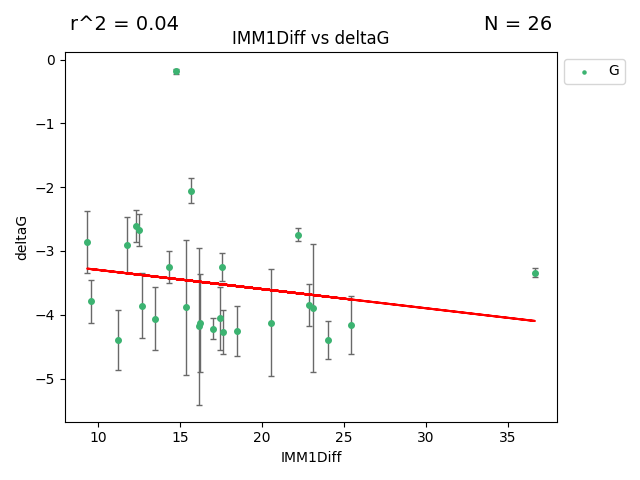 r^2 = 0.04
N = 26
IMM1Diff vs deltaG
G
0
−1
−2
−3
−4
−5
deltaG
10 15 20 25 30 35
IMM1Diff